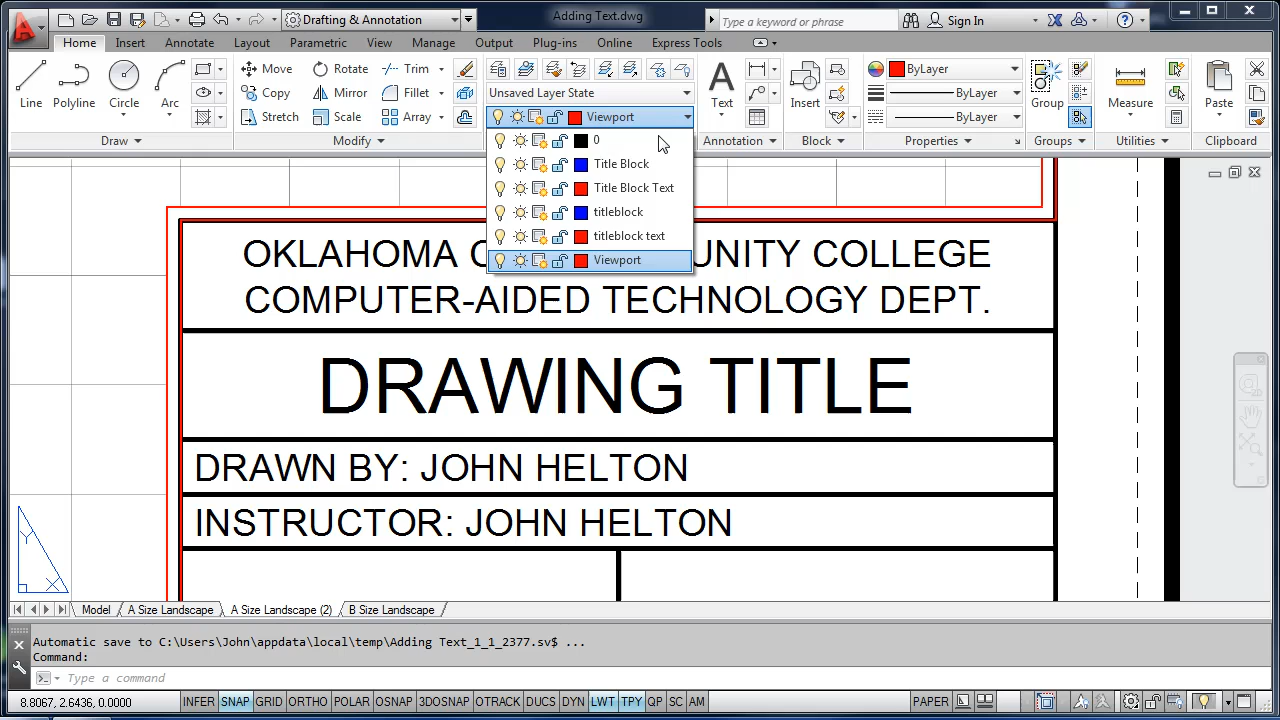 Drafting & Annotation
Adding Text.dwg
Type a keyword or phrase
Sign In
Home Insert Annotate Layout Parametric View Manage Output Plug-ins Online Express Tools
Line
Polyline
Circle
Arc
Move Rotate Trim
Copy Mirror Fillet
Stretch Scale Array
Unsaved Layer State
Viewport
0
Title Block
Title Block Text
titleblock
titleblock text
Viewport
Text
Insert
ByLayer
ByLayer
ByLayer
Group
Measure
Paste
Draw Modify Annotation Block Properties Groups Utilities Clipboard
OKLAHOMA C UNITY COLLEGE
COMPUTER-AIDED TECHNOLOGY DEPT.
DRAWING TITLE
DRAWN BY: JOHN HELTON
INSTRUCTOR: JOHN HELTON
Y
X
Model A Size Landscape A Size Landscape (2) B Size Landscape
Automatic save to C:\Users\John\appdata\local\temp\Adding Text_1_1_2377.sv$ ...
Command:
Type a command
8.8067, 2.6436, 0.0000 INFER SNAP GRID ORTHO POLAR OSNAP 3DOSNAP OTRACK DUCS DYN LWT TPY QP SC AM PAPER